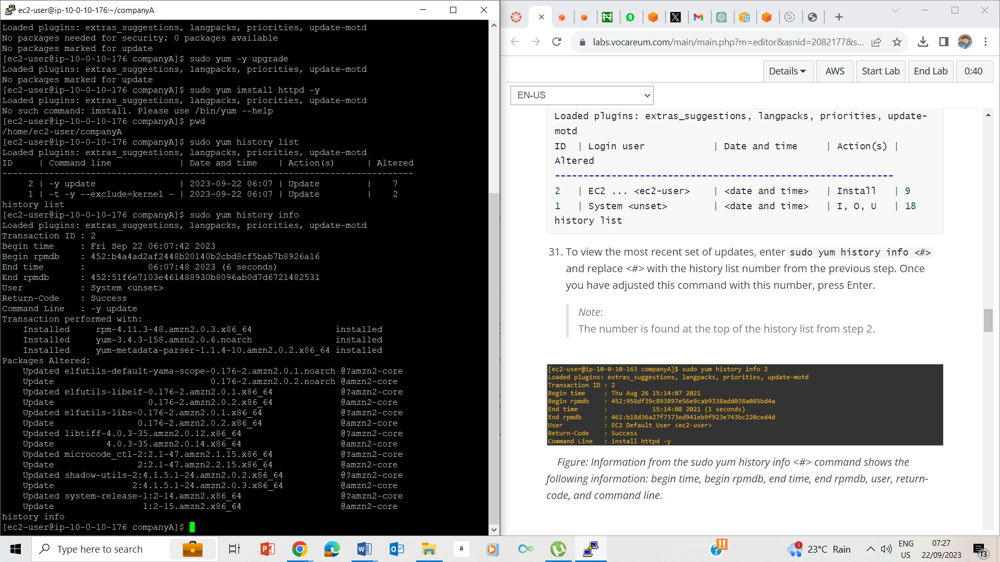 ec2-user@ip-10-0-10-176:~/companyA
Loaded plugins: extras_suggestions, langpacks, priorities, update-motd
No packages needed for security; 0 packages available
No packages marked for update
[ec2-user@ip-10-0-10-176 companyA]$ sudo yum -y upgrade
Loaded plugins: extras_suggestions, langpacks, priorities, update-motd
No packages marked for update
[ec2-user@ip-10-0-10-176 companyA]$ sudo yum imstall httpd -y
Loaded plugins: extras_suggestions, langpacks, priorities, update-motd
No such command: imstall. Please use /bin/yum --help
[ec2-user@ip-10-0-10-176 companyA]$ pwd
/home/ec2-user/companyA
[ec2-user@ip-10-0-10-176 companyA]$ sudo yum history list
Loaded plugins: extras_suggestions, langpacks, priorities, update-motd
ID     | Command line             | Date and time    | Action(s)      | Altered
-------------------------------------------------------------------------------
     2 | -y update                | 2023-09-22 06:07 | Update         |    7
     1 | -t -y --exclude=kernel - | 2023-09-22 06:07 | Update         |    2
history list
[ec2-user@ip-10-0-10-176 companyA]$ sudo yum history info
Loaded plugins: extras_suggestions, langpacks, priorities, update-motd
Transaction ID : 2
Begin time     : Fri Sep 22 06:07:42 2023
Begin rpmdb    : 452:b4a4ad2af2448b20140b2cbd8cf5bab7b8926a16
End time       :            06:07:48 2023 (6 seconds)
End rpmdb      : 452:51f6e7103e461488930b8096ab0d7d6721482531
User           : System <unset>
Return-Code    : Success
Command Line   : -y update
Transaction performed with:
    Installed     rpm-4.11.3-48.amzn2.0.3.x86_64                installed
    Installed     yum-3.4.3-158.amzn2.0.6.noarch                installed
    Installed     yum-metadata-parser-1.1.4-10.amzn2.0.2.x86_64 installed
Packages Altered:
    Updated elfutils-default-yama-scope-0.176-2.amzn2.0.1.noarch @?amzn2-core
    Update                              0.176-2.amzn2.0.2.noarch @amzn2-core
    Updated elfutils-libelf-0.176-2.amzn2.0.1.x86_64             @?amzn2-core
    Update                  0.176-2.amzn2.0.2.x86_64             @amzn2-core
    Updated elfutils-libs-0.176-2.amzn2.0.1.x86_64               @?amzn2-core
    Update                0.176-2.amzn2.0.2.x86_64               @amzn2-core
    Updated libtiff-4.0.3-35.amzn2.0.12.x86_64                   @?amzn2-core
    Update          4.0.3-35.amzn2.0.14.x86_64                   @amzn2-core
    Updated microcode_ctl-2:2.1-47.amzn2.1.15.x86_64             @?amzn2-core
    Update                2:2.1-47.amzn2.2.15.x86_64             @amzn2-core
    Updated shadow-utils-2:4.1.5.1-24.amzn2.0.2.x86_64           @?amzn2-core
    Update               2:4.1.5.1-24.amzn2.0.3.x86_64           @amzn2-core
    Updated system-release-1:2-14.amzn2.x86_64                   @?amzn2-core
    Update                 1:2-15.amzn2.x86_64                   @amzn2-core
history info
[ec2-user@ip-10-0-10-176 companyA]$
labs.vocareum.com/main/main.php?m=editor&asnid=2082177&s...
Details AWS Start Lab End Lab 0:40
EN-US
Loaded plugins: extras_suggestions, langpacks, priorities, update-
motd
ID  | Login user            | Date and time     | Action(s) |
Altered
------------------------------------------------------------
2   | EC2 ... <ec2-user>    | <date and time>   | Install   | 9
1   | System <unset>        | <date and time>   | I, O, U   | 18
history list
31. To view the most recent set of updates, enter sudo yum history info <#>
and replace <#> with the history list number from the previous step. Once
you have adjusted this command with this number, press Enter.
Note:
The number is found at the top of the history list from step 2.
[ec2-user@ip-10-0-10-163 companyA]$ sudo yum history info 2
Loaded plugins: extras_suggestions, langpacks, priorities, update-motd
Transaction ID : 2
Begin time     : Thu Aug 26 15:14:07 2021
Begin rpmdb    : 452:958df39c893897e56e9cab9338add038a085bd4a
End time       :            15:14:08 2021 (1 seconds)
End rpmdb      : 461:b18d36a27f7373ed941eb9f923e743bc220ced4d
User           : EC2 Default User <ec2-user>
Return-Code    : Success
Command Line   : install httpd -y
Figure: Information from the sudo yum history info <#> command shows the
following information: begin time, begin rpmdb, end time, end rpmdb, user, return-
code, and command line.
Type here to search
23°C Rain
ENG
US
07:27
22/09/2023
13